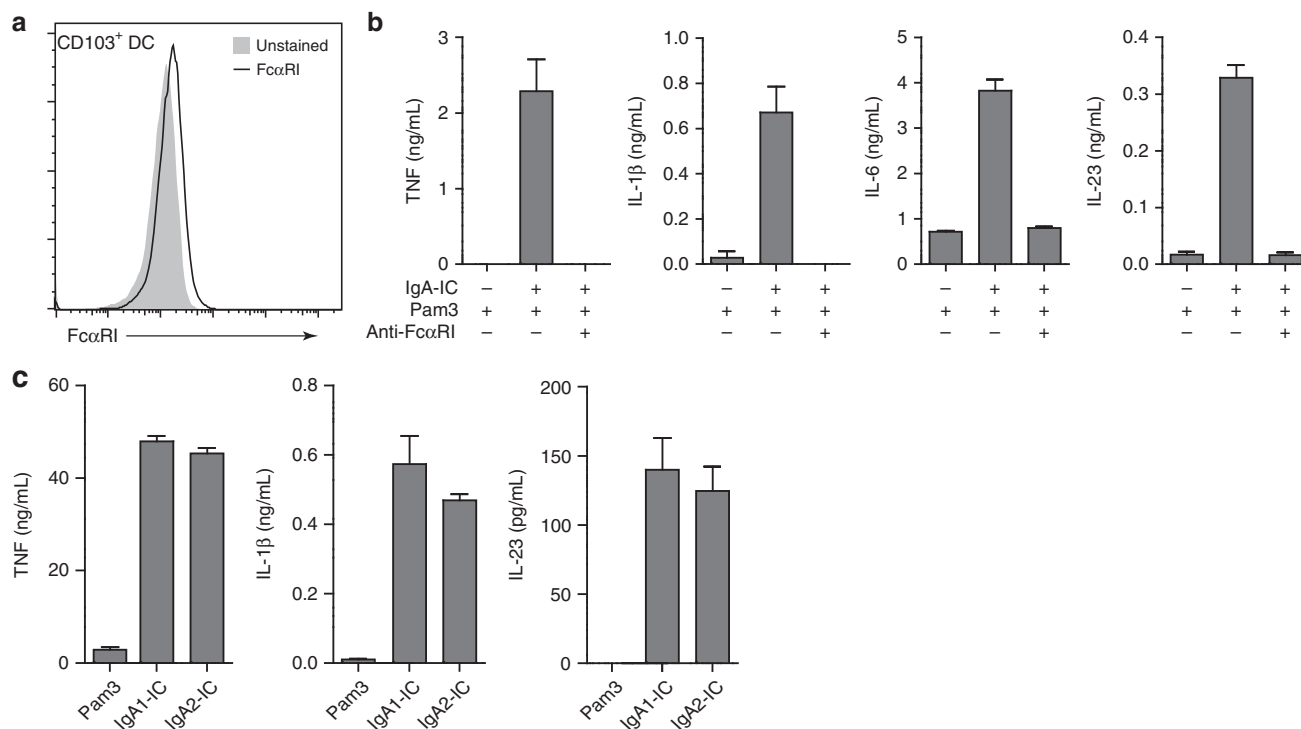 a
CD103+ DC
Unstained
FcαRI
FcαRI
b
TNF (ng/mL)
3
2
1
0
IL-1β (ng/mL)
1.0
0.8
0.6
0.4
0.2
0.0
IL-6 (ng/mL)
5
4
3
2
1
0
IL-23 (ng/mL)
0.4
0.3
0.2
0.1
0.0
IgA-IC – + + – + + – + + – + +
Pam3 + + + + + + + + + + + +
Anti-FcαRI – – + – – + – – + – – +
c
TNF (ng/mL)
60
40
20
0
Pam3 IgA1-IC IgA2-IC
IL-1β (ng/mL)
0.8
0.6
0.4
0.2
0.0
Pam3 IgA1-IC IgA2-IC
IL-23 (pg/mL)
200
150
100
50
0
Pam3 IgA1-IC IgA2-IC